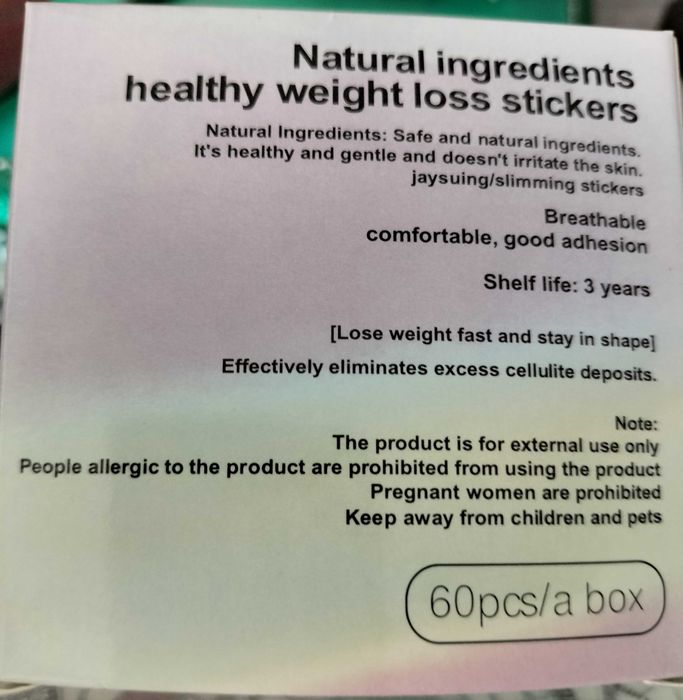 Natural ingredients
healthy weight loss stickers
Natural Ingredients: Safe and natural ingredients.
It's healthy and gentle and doesn't irritate the skin.
jaysuing/slimming stickers
Breathable
comfortable, good adhesion
Shelf life: 3 years
[Lose weight fast and stay in shape]
Effectively eliminates excess cellulite deposits.
Note:
The product is for external use only
People allergic to the product are prohibited from using the product
Pregnant women are prohibited
Keep away from children and pets
60pcs/a box